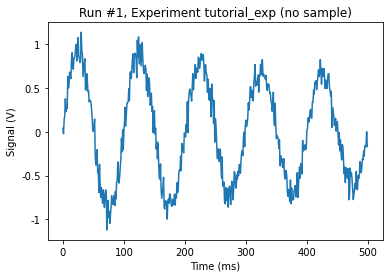 Run #1, Experiment tutorial_exp (no sample)
1
0.5
0
-0.5
-1
Signal (V)
0 100 200 300 400 500
Time (ms)